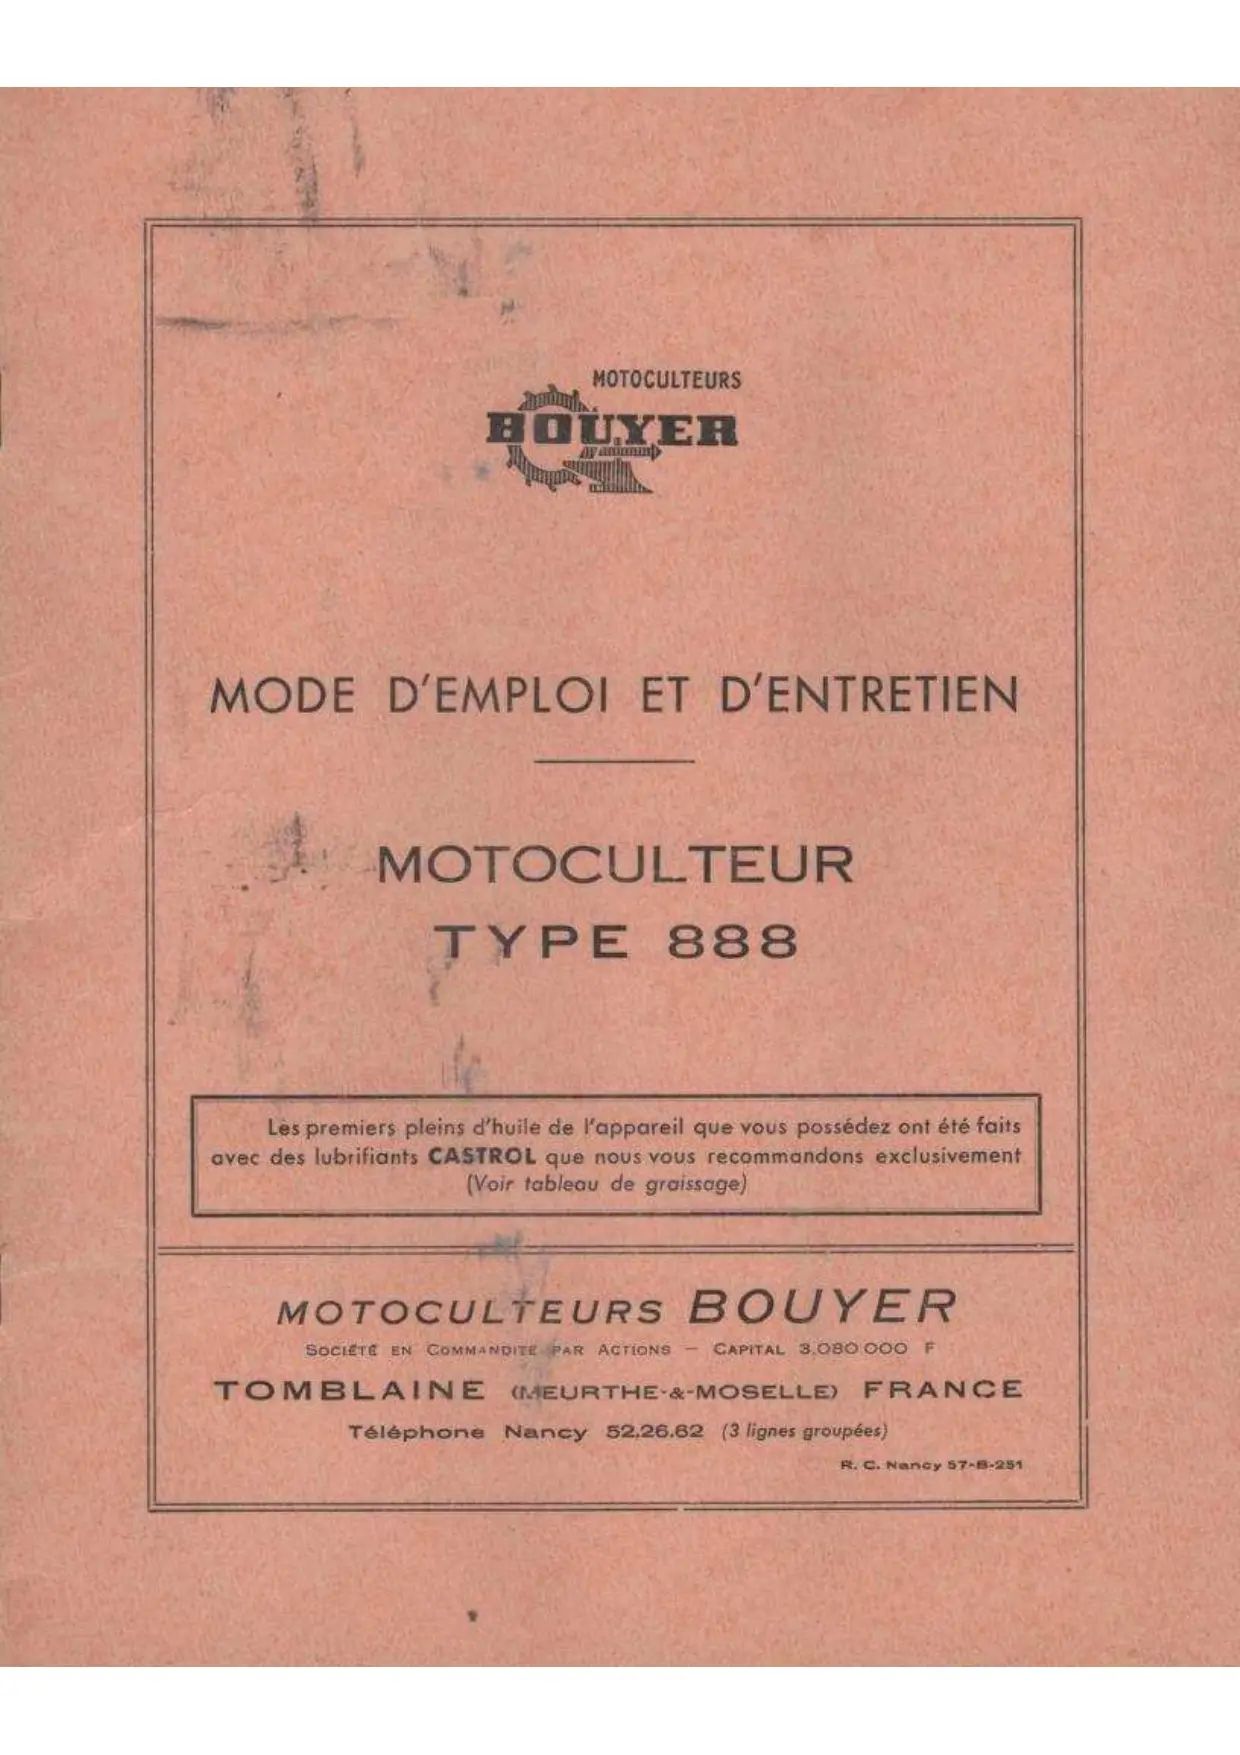 MOTOCULTEURS
BOUYER
MODE D'EMPLOI ET D'ENTRETIEN
MOTOCULTEUR
TYPE 888
Les premiers pleins d'huile de l'appareil que vous possédez ont été faits
avec des lubrifiants CASTROL que nous vous recommandons exclusivement
(Voir tableau de graissage)
MOTOCULTEURS BOUYER
SOCIÉTÉ EN COMMANDITE PAR ACTIONS — CAPITAL 3.080 000 F
TOMBLAINE (MEURTHE-&-MOSELLE) FRANCE
Téléphone Nancy 52.26.62 (3 lignes groupées)
R. C. Nancy 57-B-251